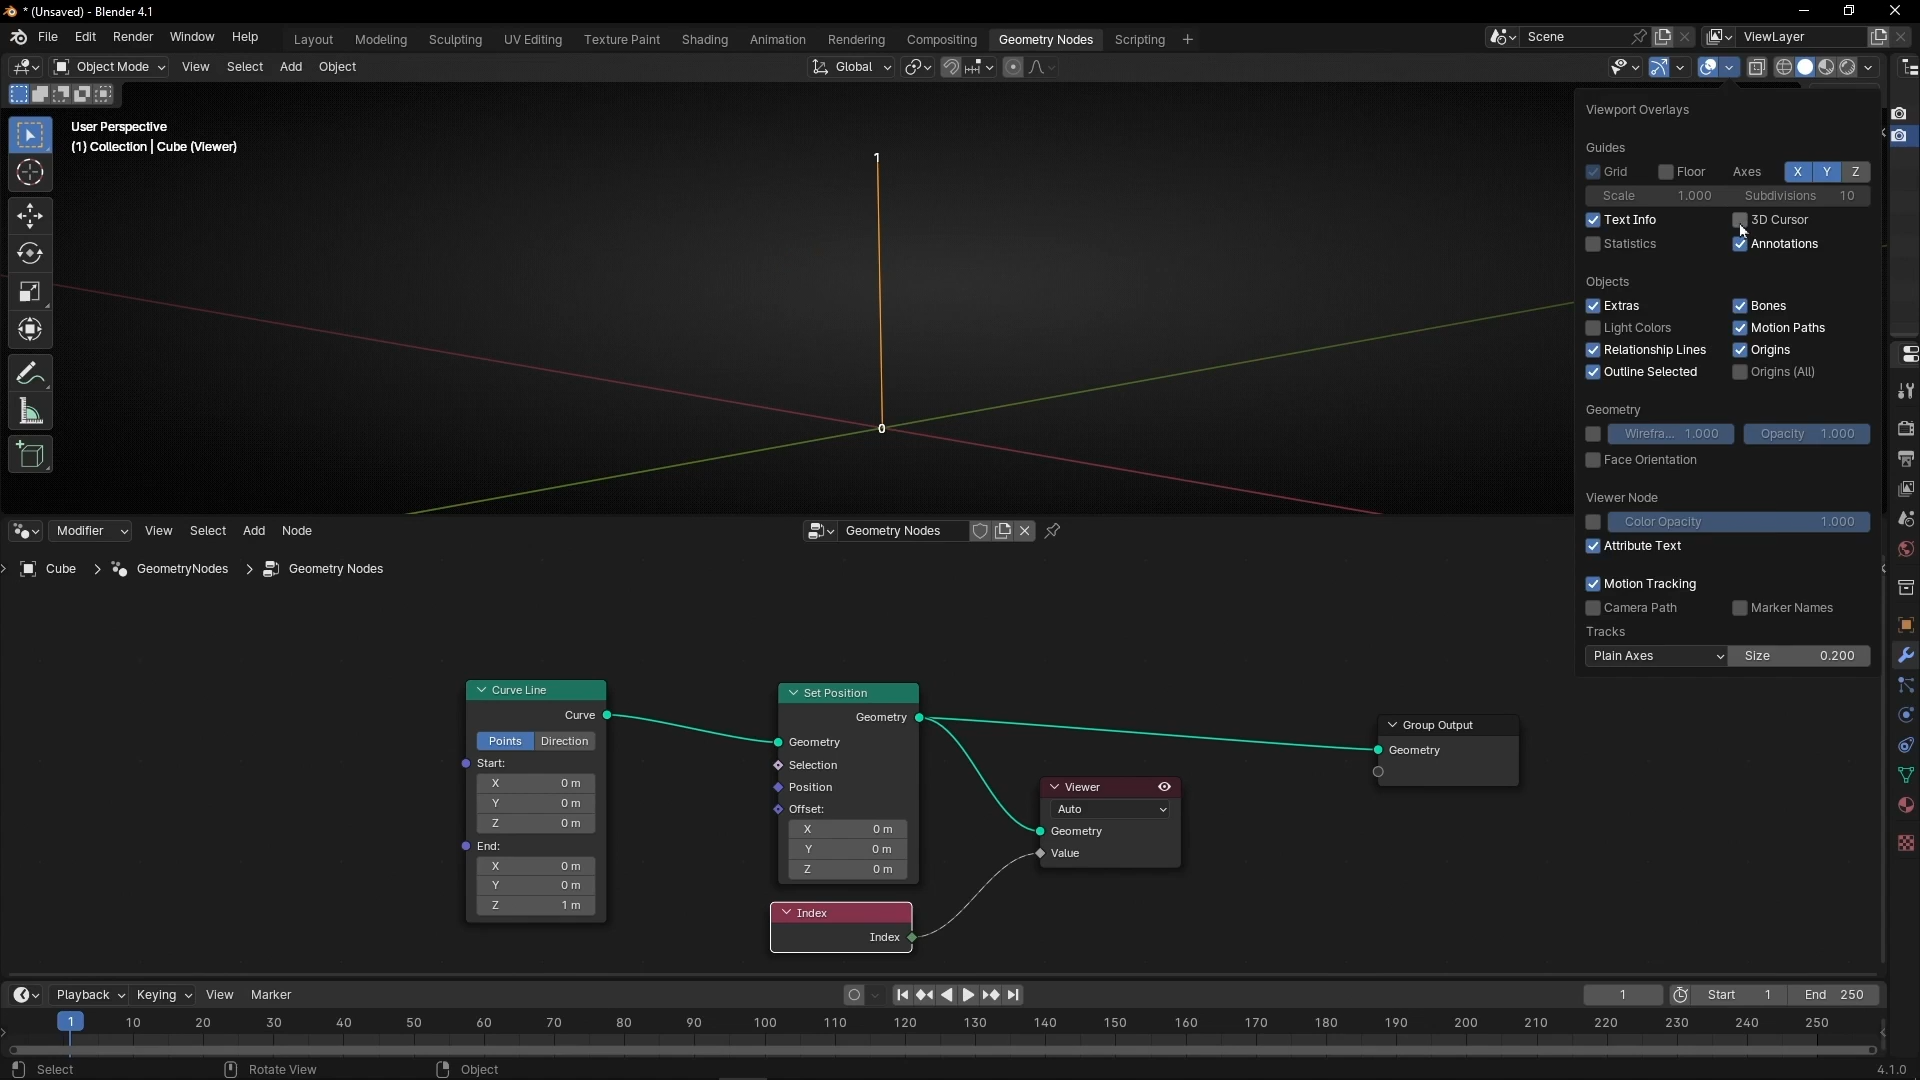 * (Unsaved) - Blender 4.1
File Edit Render Window Help Layout Modeling Sculpting UV Editing Texture Paint Shading Animation Rendering Compositing Geometry Nodes Scripting + Scene ViewLayer
Object Mode View Select Add Object Global
User Perspective
(1) Collection | Cube (Viewer)
1
0
Viewport Overlays
Guides
Grid Floor Axes X Y Z
Scale 1.000 Subdivisions 10
Text Info 3D Cursor
Statistics Annotations
Objects
Extras Bones
Light Colors Motion Paths
Relationship Lines Origins
Outline Selected Origins (All)
Geometry
Wirefra... 1.000 Opacity 1.000
Face Orientation
Viewer Node
Color Opacity 1.000
Attribute Text
Motion Tracking
Camera Path Marker Names
Tracks
Plain Axes Size 0.200
Modifier View Select Add Node Geometry Nodes
Cube > GeometryNodes > Geometry Nodes
Curve Line
Curve
Points Direction
Start:
X 0 m
Y 0 m
Z 0 m
End:
X 0 m
Y 0 m
Z 1 m
Set Position
Geometry
Geometry
Selection
Position
Offset:
X 0 m
Y 0 m
Z 0 m
Index
Index
Viewer
Auto
Geometry
Value
Group Output
Geometry
Playback Keying View Marker 1 Start 1 End 250
1 10 20 30 40 50 60 70 80 90 100 110 120 130 140 150 160 170 180 190 200 210 220 230 240 250
Select Rotate View Object 4.1.0